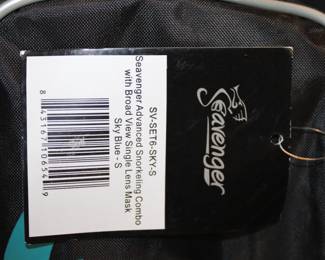 Seavenger
SV-SET6-SKY-S
Seavenger Advanced Snorkeling Combo
with Broad View Single Lens Mask
Sky Blue - S